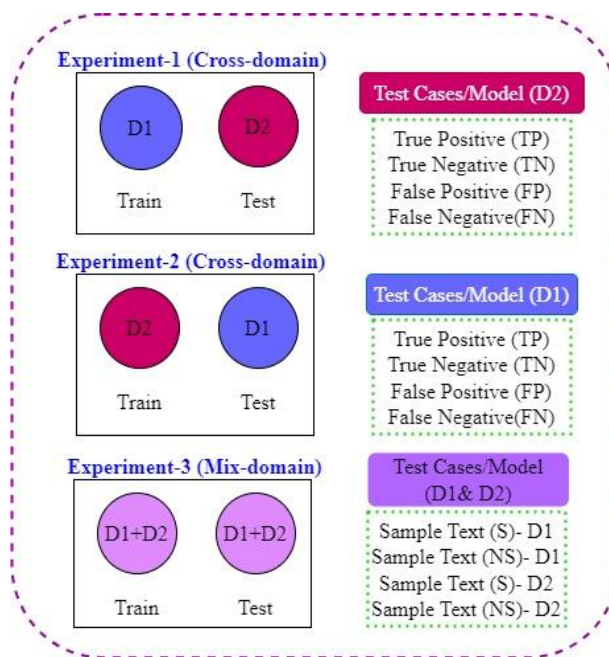 Experiment-1 (Cross-domain)
D1
D2
Train
Test
Test Cases/Model (D2)
True Positive (TP)
True Negative (TN)
False Positive (FP)
False Negative(FN)
Experiment-2 (Cross-domain)
D2
D1
Train
Test
Test Cases/Model (D1)
True Positive (TP)
True Negative (TN)
False Positive (FP)
False Negative(FN)
Experiment-3 (Mix-domain)
D1+D2
D1+D2
Train
Test
Test Cases/Model
(D1& D2)
Sample Text (S)- D1
Sample Text (NS)- D1
Sample Text (S)- D2
Sample Text (NS)- D2